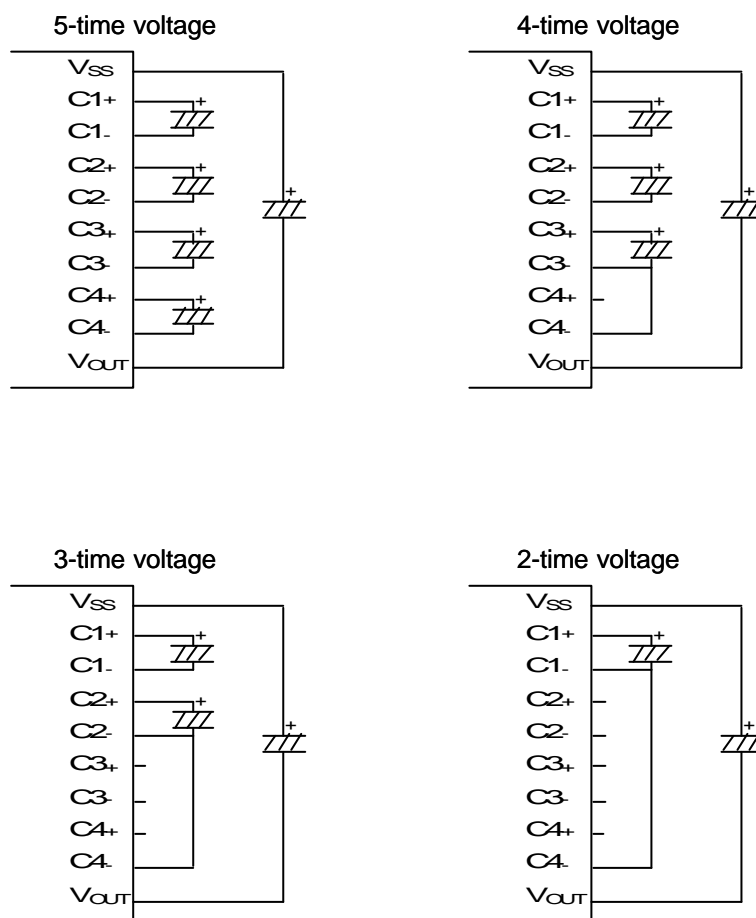 5-time voltage
VSS
C1+
C1-
C2+
C2-
C3+
C3-
C4+
C4-
VOUT
+
+
+
+
+
4-time voltage
VSS
C1+
C1-
C2+
C2-
C3+
C3-
C4+
C4-
VOUT
+
+
+
+
3-time voltage
VSS
C1+
C1-
C2+
C2-
C3+
C3-
C4+
C4-
VOUT
+
+
+
2-time voltage
VSS
C1+
C1-
C2+
C2-
C3+
C3-
C4+
C4-
VOUT
+
+